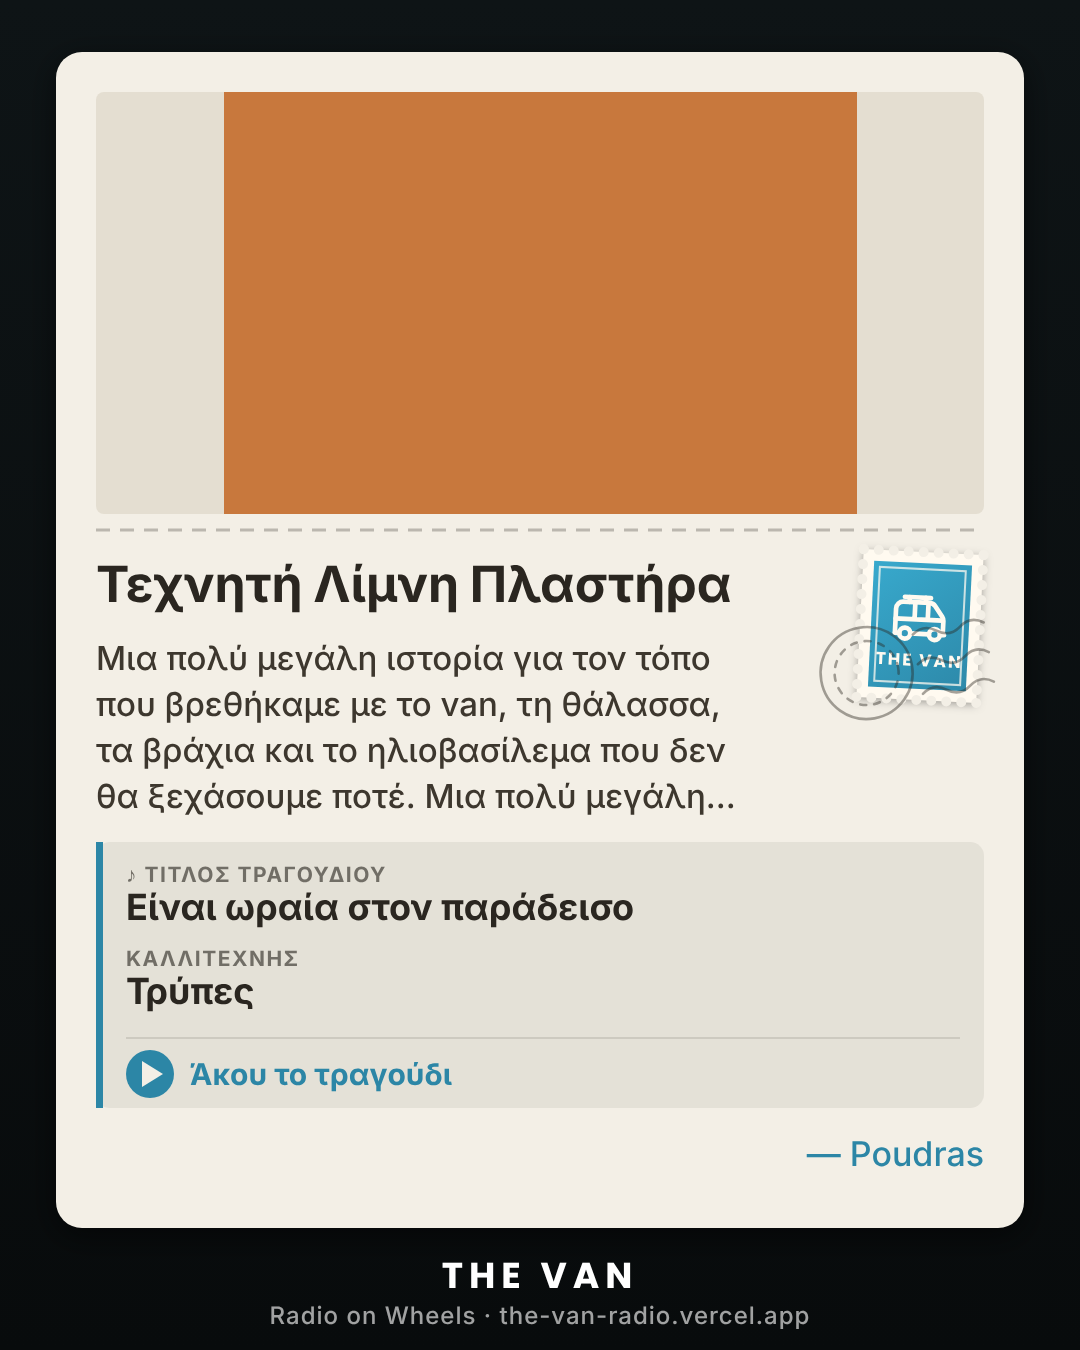 Τεχνητή Λίμνη Πλαστήρα
THE VAN
Μια πολύ μεγάλη ιστορία για τον τόπο
που βρεθήκαμε με το van, τη θάλασσα,
τα βράχια και το ηλιοβασίλεμα που δεν
θα ξεχάσουμε ποτέ. Μια πολύ μεγάλη...
♪ ΤΙΤΛΟΣ ΤΡΑΓΟΥΔΙΟΥ
Είναι ωραία στον παράδεισο
ΚΑΛΛΙΤΕΧΝΗΣ
Τρύπες
Άκου το τραγούδι
— Poudras
THE VAN
Radio on Wheels · the-van-radio.vercel.app